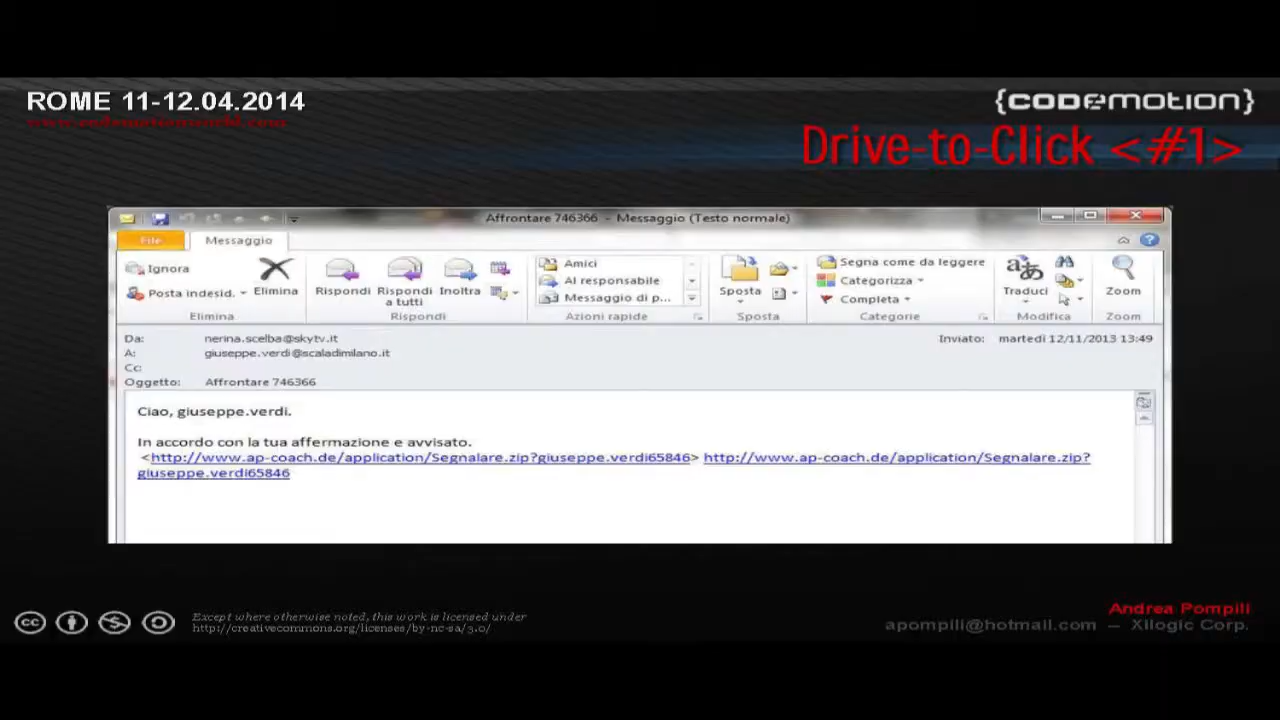 ROME 11-12.04.2014
{CODEMOTION}
www.codemotionworld.com
Drive-to-Click <#1>
Affrontare 746366 - Messaggio (Testo normale)
File Messaggio
Ignora
Posta indesid.
Elimina
Rispondi
Rispondi a tutti
Inoltra
Amici
Al responsabile
Messaggio di p...
Sposta
Segna come da leggere
Categorizza
Completa
Traduci
Zoom
Elimina Rispondi Azioni rapide Sposta Categorie Modifica Zoom
Da: nerina.scelba@skytv.it Inviato: martedì 12/11/2013 13:49
A: giuseppe.verdi@scaladimilano.it
Cc:
Oggetto: Affrontare 746366
Ciao, giuseppe.verdi.
In accordo con la tua affermazione e avvisato.
<http://www.ap-coach.de/application/Segnalare.zip?giuseppe.verdi65846> http://www.ap-coach.de/application/Segnalare.zip?
giuseppe.verdi65846
Except where otherwise noted, this work is licensed under
http://creativecommons.org/licenses/by-nc-sa/3.0/
Andrea Pompili
apompili@hotmail.com – Xilogic Corp.